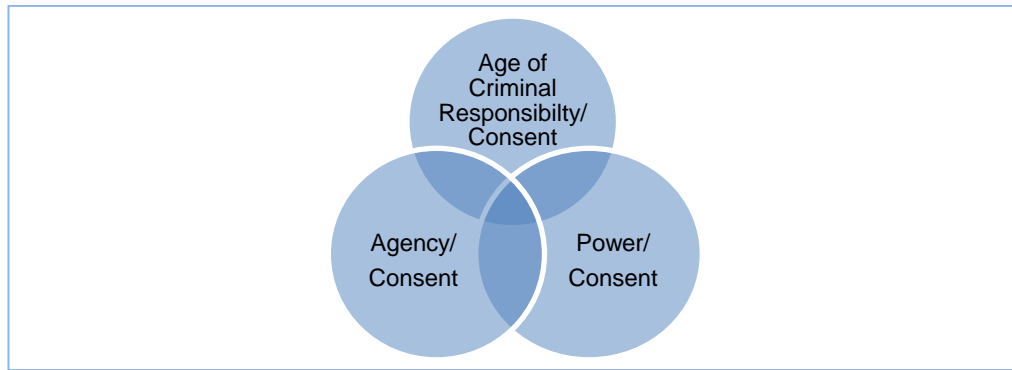 Age of
Criminal
Responsibilty/
Consent
Agency/
Consent
Power/
Consent